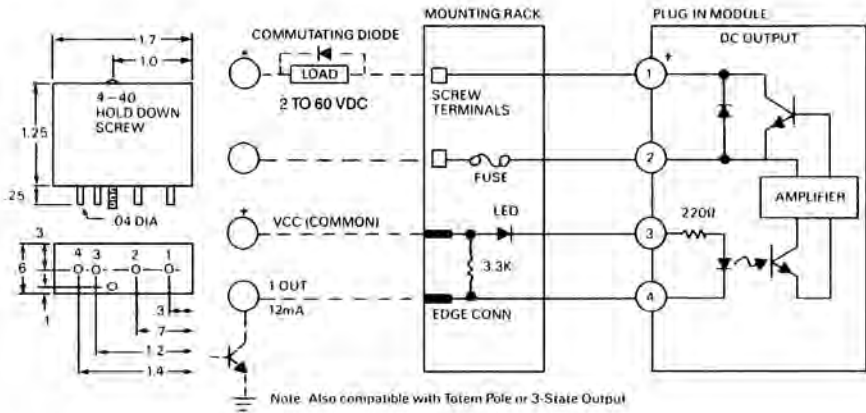 MOUNTING RACK
PLUG IN MODULE
1.7
1.0
COMMUTATING DIODE
DC OUTPUT
+
LOAD
+
1
2 TO 60 VDC
4-40
HOLD DOWN
SCREW
SCREW
TERMINALS
1.25
2
FUSE
AMPLIFIER
.25
.04 DIA
+
VCC (COMMON)
LED
3
220Ω
.3
.6
4 3 2 1
3.3K
1 OUT
12mA
EDGE CONN
4
.1
.3
.7
1.2
1.4
Note: Also compatible with Totem Pole or 3-State Output